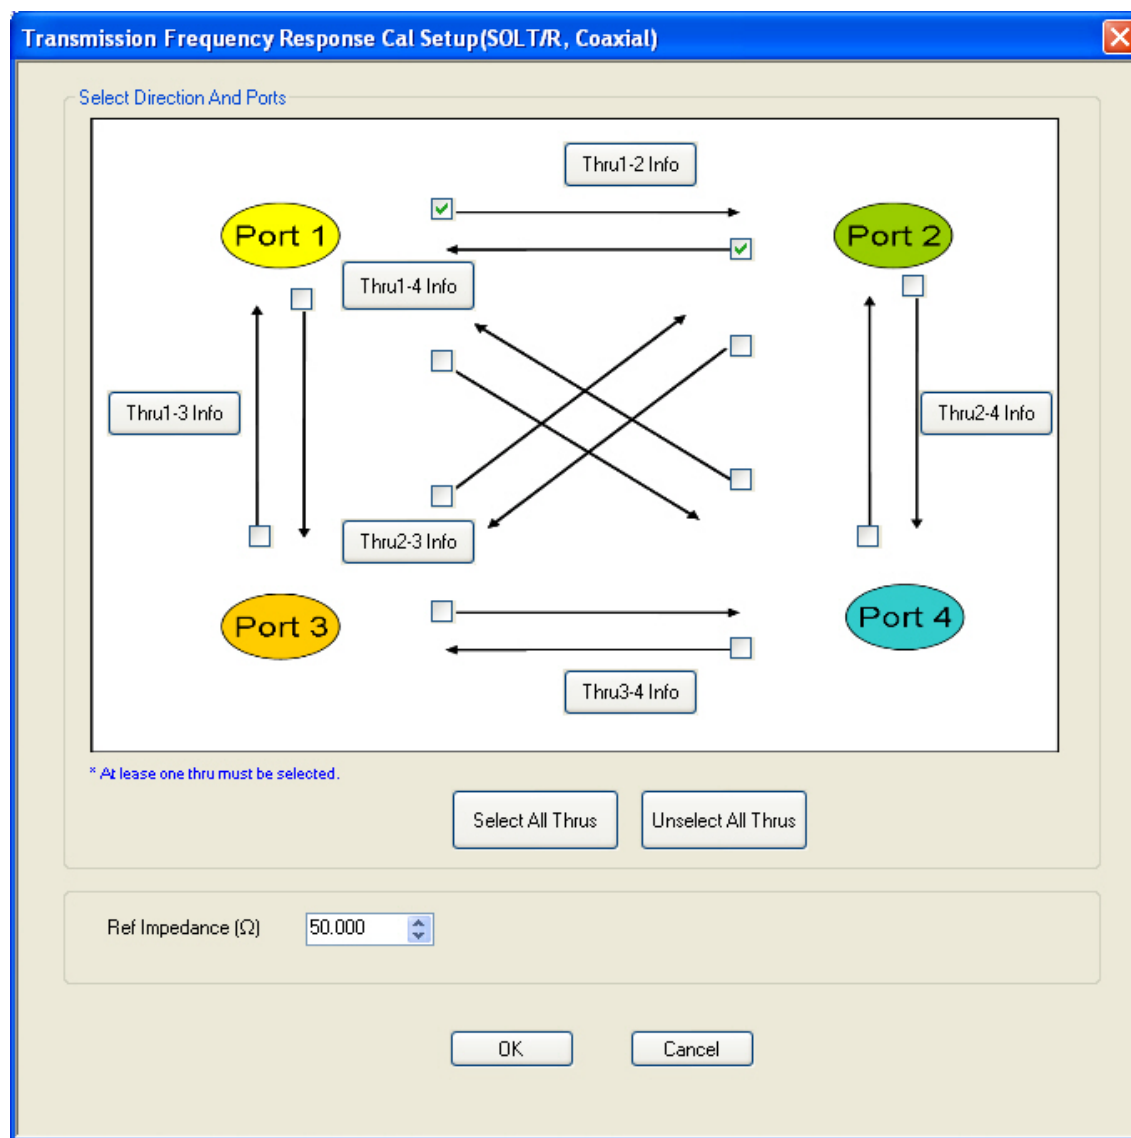 Transmission Frequency Response Cal Setup(SOLT/R, Coaxial)
Select Direction And Ports
Thru1-2 Info
Port 1
Port 2
Thru1-4 Info
Thru1-3 Info
Thru2-4 Info
Thru2-3 Info
Port 3
Port 4
Thru3-4 Info
* At lease one thru must be selected.
Select All Thrus
Unselect All Thrus
Ref Impedance (Ω)
50.000
OK
Cancel